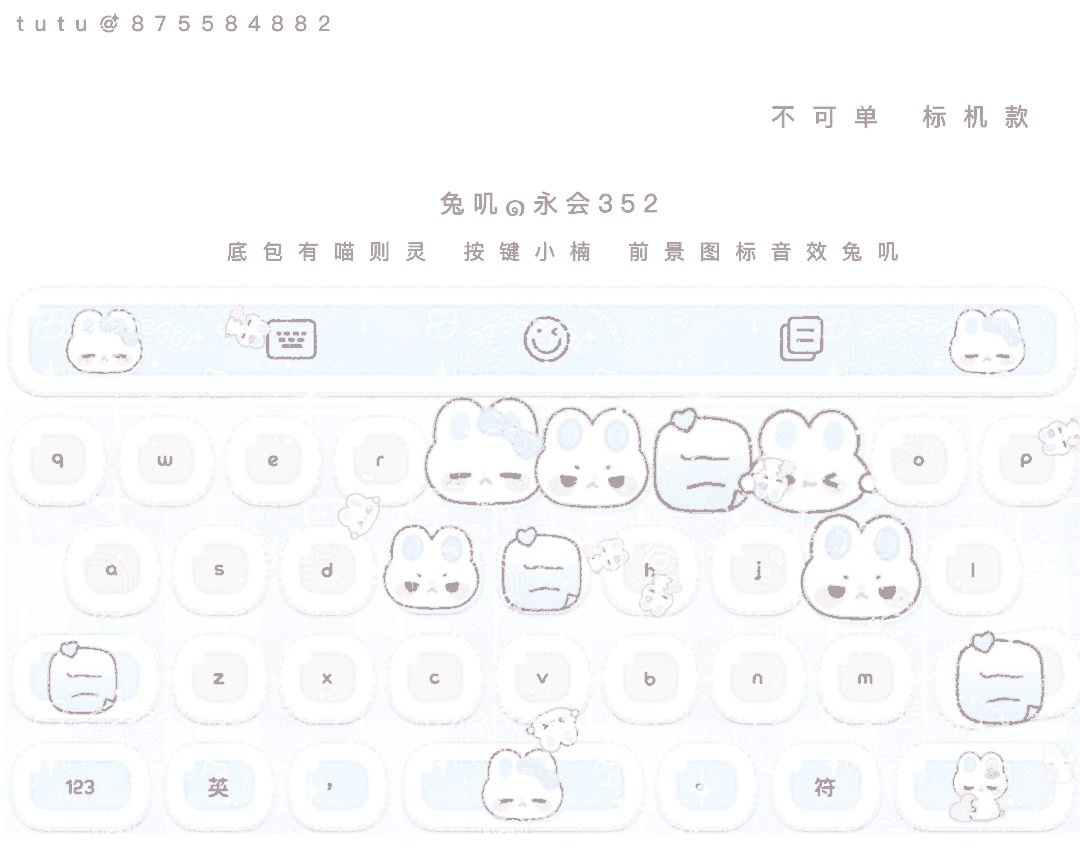 tutu@875584882
不可单 标机款
兔叽@永会352
底包有喵则灵 按键小楠 前景图标音效兔叽
q w e r o p
a s d h j l
z x c v b n m
123 英 , 。 符